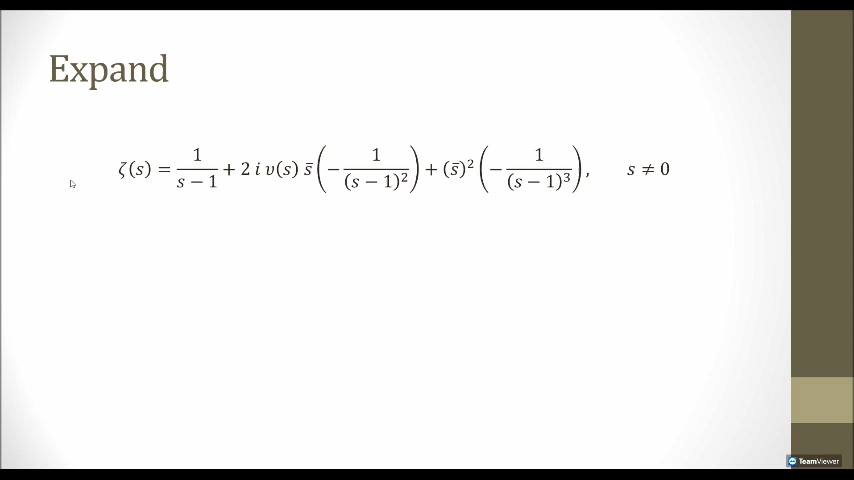 Expand
ζ(s) = 1/(s − 1) + 2 i υ(s) s̄ (− 1/(s − 1)²) + (s̄)² (− 1/(s − 1)³), s ≠ 0
TeamViewer